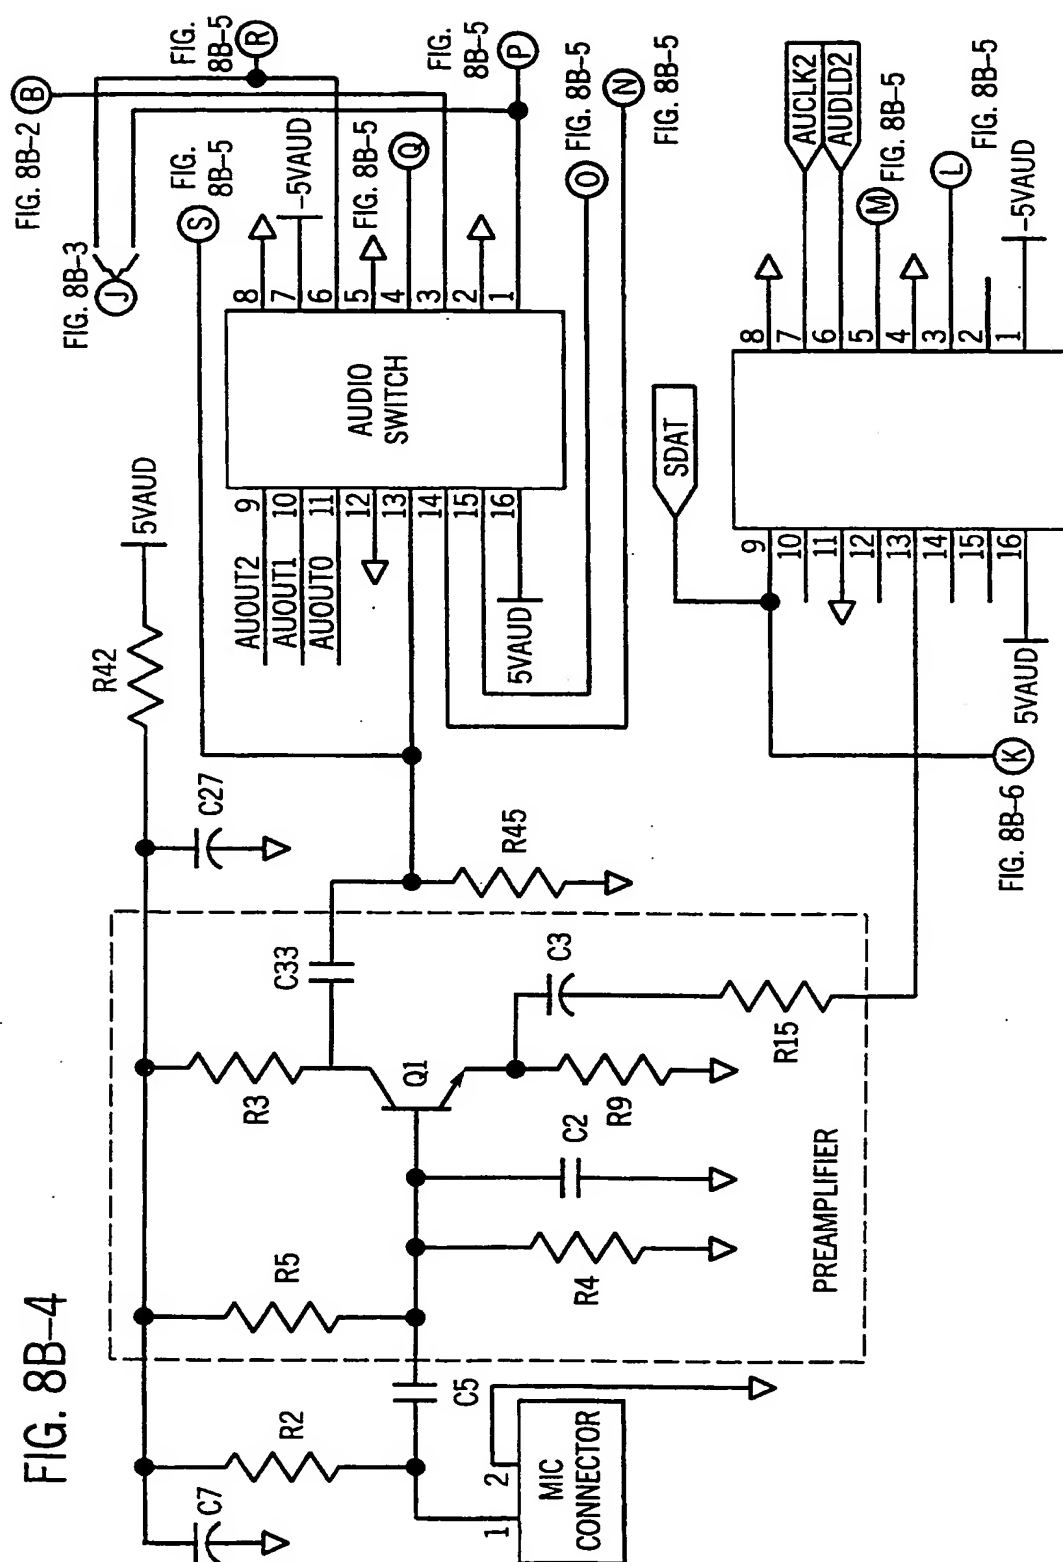 FIG. 8B-4
C7
R2
R5
R3
C27
R42
5VAUD
MIC
CONNECTOR
1
2
C5
R4
C2
Q1
R9
C33
C3
R15
R45
PREAMPLIFIER
AUOUT2
AUOUT1
AUOUT0
9
10
11
12
13
14
15
16
5VAUD
AUDIO
SWITCH
8
7
6
5
4
3
2
1
-5VAUD
FIG. 8B-3
J
FIG. 8B-2
B
FIG.
8B-5
R
FIG.
8B-5
S
FIG. 8B-5
Q
FIG.
8B-5
P
FIG. 8B-5
O
FIG. 8B-5
N
SDAT
FIG. 8B-6
K
9
10
11
12
13
14
15
16
5VAUD
8
7
6
5
4
3
2
1
AUCLK2
AUDLD2
FIG. 8B-5
M
FIG. 8B-5
L
-5VAUD